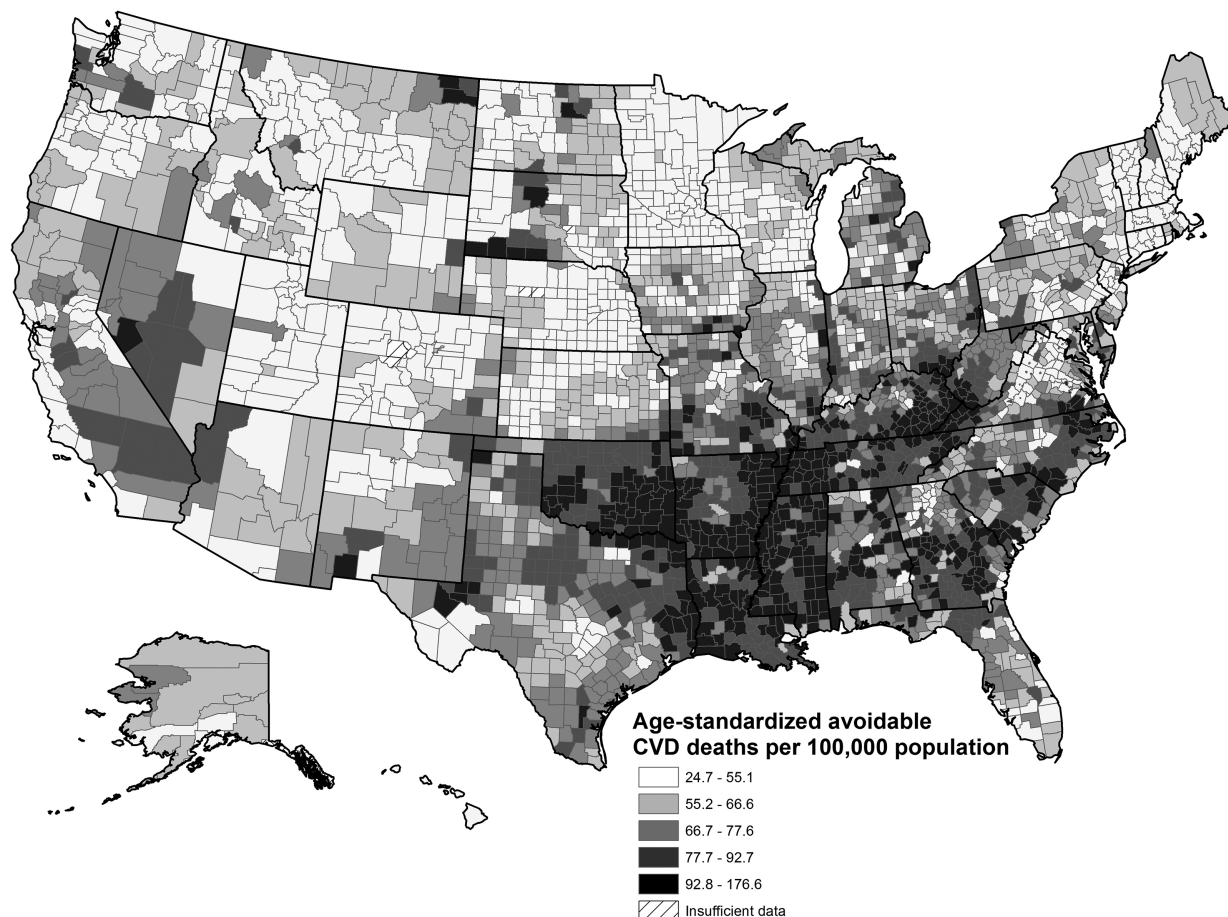 Age-standardized avoidable
CVD deaths per 100,000 population
24.7 - 55.1
55.2 - 66.6
66.7 - 77.6
77.7 - 92.7
92.8 - 176.6
Insufficient data